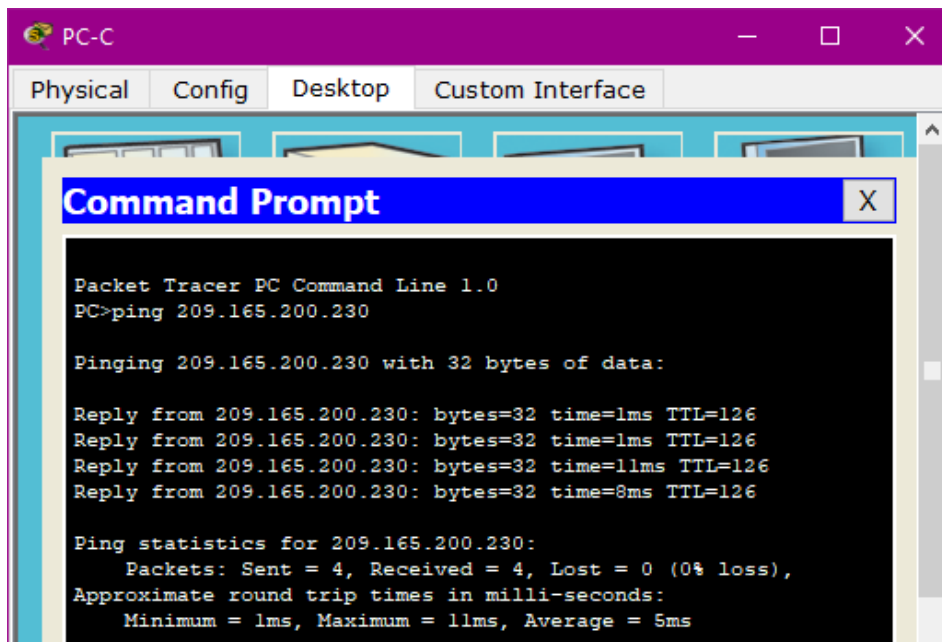 PC-C
Physical Config Desktop Custom Interface
Command Prompt X
Packet Tracer PC Command Line 1.0
PC>ping 209.165.200.230
Pinging 209.165.200.230 with 32 bytes of data:
Reply from 209.165.200.230: bytes=32 time=1ms TTL=126
Reply from 209.165.200.230: bytes=32 time=1ms TTL=126
Reply from 209.165.200.230: bytes=32 time=11ms TTL=126
Reply from 209.165.200.230: bytes=32 time=8ms TTL=126
Ping statistics for 209.165.200.230:
Packets: Sent = 4, Received = 4, Lost = 0 (0% loss),
Approximate round trip times in milli-seconds:
Minimum = 1ms, Maximum = 11ms, Average = 5ms